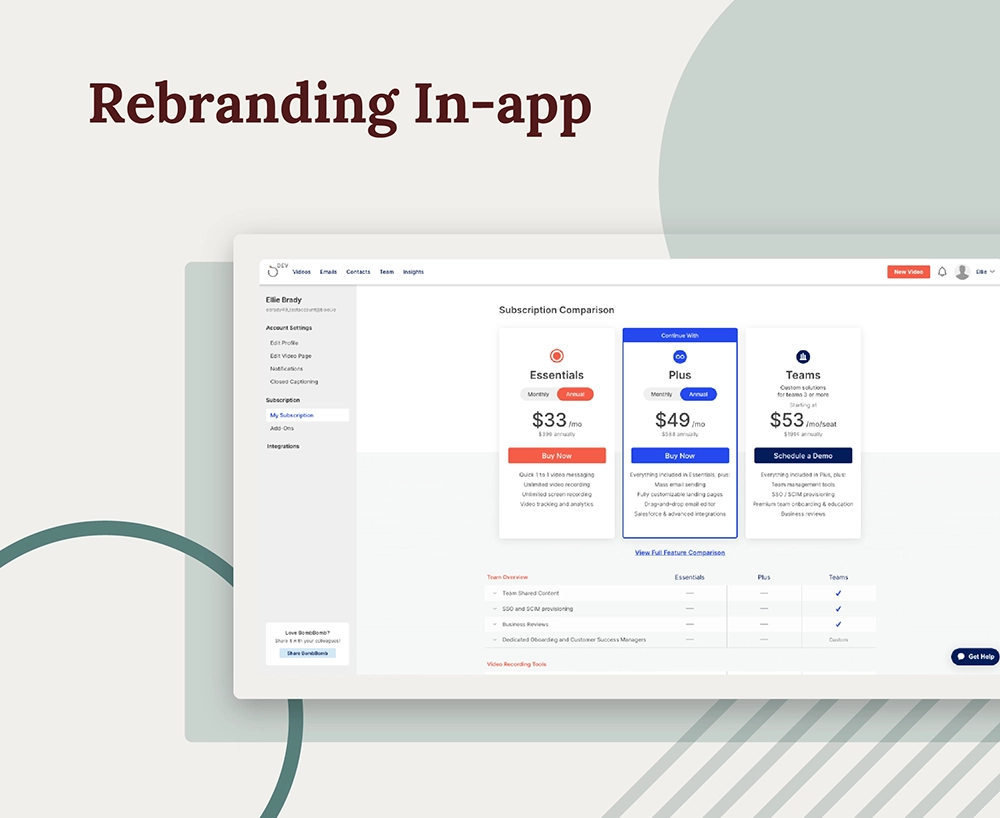 Rebranding In-app
DEV
Videos Emails Contacts Team Insights
New Video
Ellie
Ellie Brady
Account Settings
Edit Profile
Edit Video Page
Notifications
Closed Captioning
Subscription
My Subscription
Add-Ons
Integrations
Love BombBomb?
Share it with your colleagues!
Share BombBomb
Subscription Comparison
Essentials
Monthly Annual
$33 /mo
$396 annually
Buy Now
Quick 1 to 1 video messaging
Unlimited video recording
Unlimited screen recording
Video tracking and analytics
Continue With
Plus
Monthly Annual
$49 /mo
$588 annually
Buy Now
Everything included in Essentials, plus:
Mass email sending
Fully customizable landing pages
Drag-and-drop email editor
Salesforce & advanced integrations
Teams
Custom solutions
for teams 3 or more
Starting at
$53 /mo/seat
annually
Schedule a Demo
Everything included in Plus, plus:
Team management tools
SSO / SCIM provisioning
Premium team onboarding & education
Business reviews
View Full Feature Comparison
Team Overview Essentials Plus Teams
Team Shared Content — — ✓
SSO and SCIM provisioning — — ✓
Business Reviews — — ✓
Dedicated Oboarding and Customer Success Managers — — Custom
Video Recording Tools
Get Help